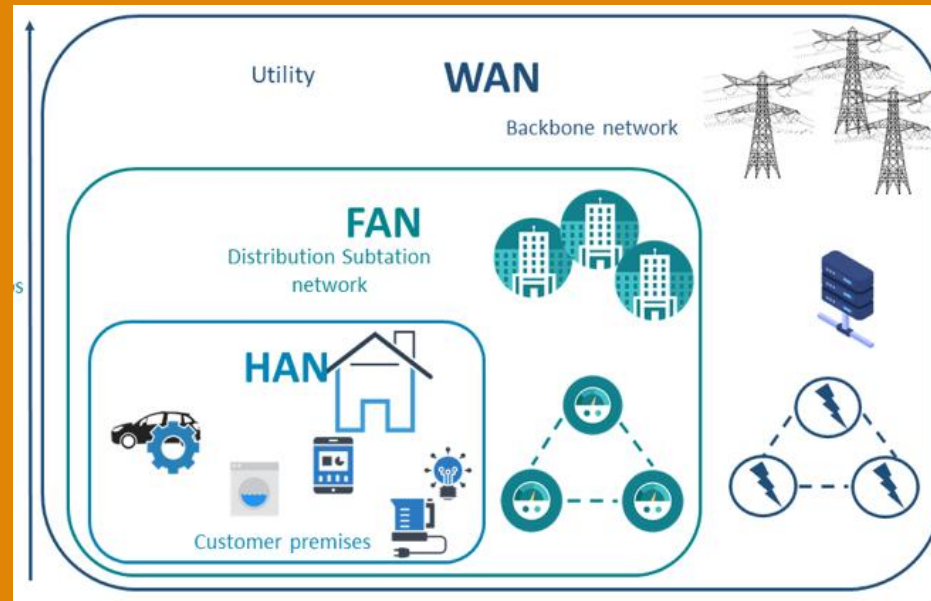 Utility
WAN
Backbone network
FAN
Distribution Subtation
network
HAN
Customer premises